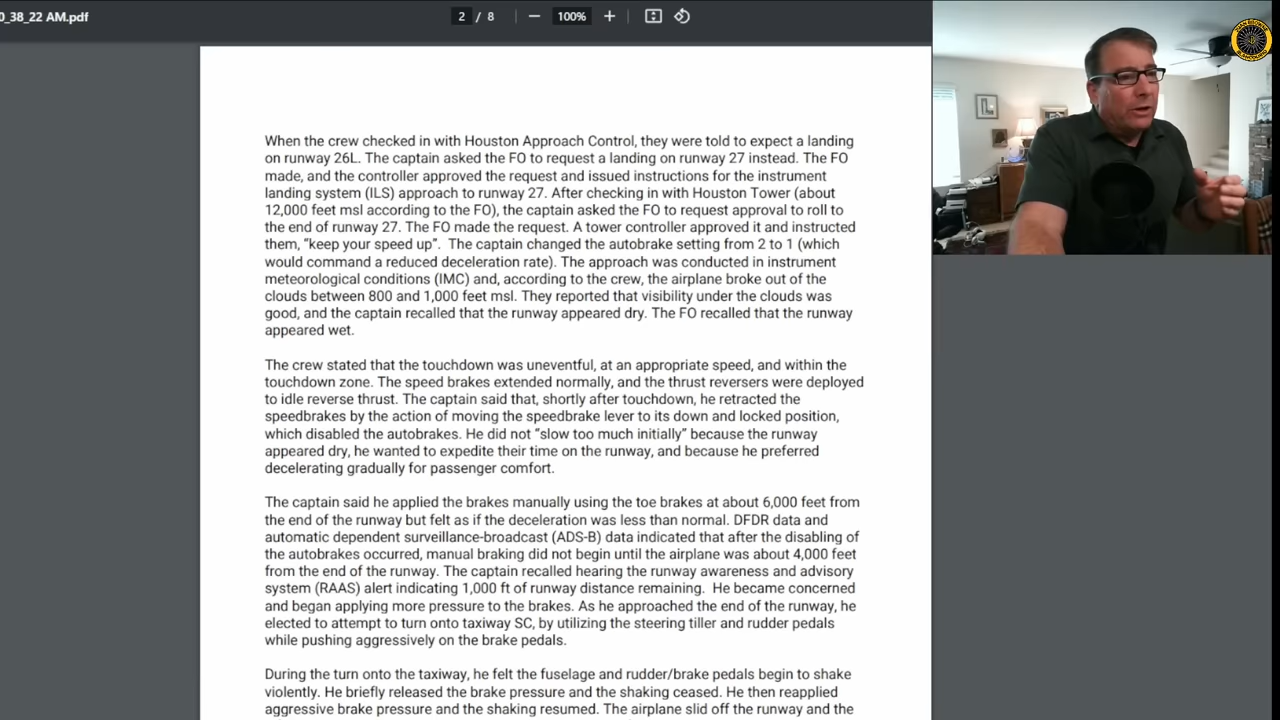 0_38_22 AM.pdf
2 / 8
100%
When the crew checked in with Houston Approach Control, they were told to expect a landing
on runway 26L. The captain asked the FO to request a landing on runway 27 instead. The FO
made, and the controller approved the request and issued instructions for the instrument
landing system (ILS) approach to runway 27. After checking in with Houston Tower (about
12,000 feet msl according to the FO), the captain asked the FO to request approval to roll to
the end of runway 27. The FO made the request. A tower controller approved it and instructed
them, “keep your speed up”.  The captain changed the autobrake setting from 2 to 1 (which
would command a reduced deceleration rate). The approach was conducted in instrument
meteorological conditions (IMC) and, according to the crew, the airplane broke out of the
clouds between 800 and 1,000 feet msl. They reported that visibility under the clouds was
good, and the captain recalled that the runway appeared dry. The FO recalled that the runway
appeared wet.
The crew stated that the touchdown was uneventful, at an appropriate speed, and within the
touchdown zone. The speed brakes extended normally, and the thrust reversers were deployed
to idle reverse thrust. The captain said that, shortly after touchdown, he retracted the
speedbrakes by the action of moving the speedbrake lever to its down and locked position,
which disabled the autobrakes. He did not “slow too much initially” because the runway
appeared dry, he wanted to expedite their time on the runway, and because he preferred
decelerating gradually for passenger comfort.
The captain said he applied the brakes manually using the toe brakes at about 6,000 feet from
the end of the runway but felt as if the deceleration was less than normal. DFDR data and
automatic dependent surveillance-broadcast (ADS-B) data indicated that after the disabling of
the autobrakes occurred, manual braking did not begin until the airplane was about 4,000 feet
from the end of the runway. The captain recalled hearing the runway awareness and advisory
system (RAAS) alert indicating 1,000 ft of runway distance remaining.  He became concerned
and began applying more pressure to the brakes. As he approached the end of the runway, he
elected to attempt to turn onto taxiway SC, by utilizing the steering tiller and rudder pedals
while pushing aggressively on the brake pedals.
During the turn onto the taxiway, he felt the fuselage and rudder/brake pedals begin to shake
violently. He briefly released the brake pressure and the shaking ceased. He then reapplied
aggressive brake pressure and the shaking resumed. The airplane slid off the runway and the